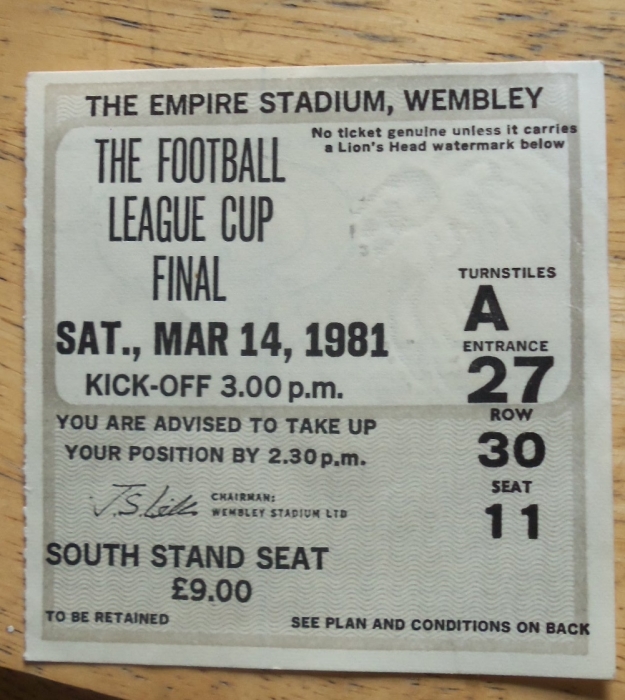 THE EMPIRE STADIUM, WEMBLEY
No ticket genuine unless it carries
a Lion's Head watermark below
THE FOOTBALL
LEAGUE CUP
FINAL
SAT., MAR 14, 1981
KICK-OFF 3.00 p.m.
TURNSTILES
A
ENTRANCE
27
ROW
30
SEAT
11
YOU ARE ADVISED TO TAKE UP
YOUR POSITION BY 2.30 p.m.
CHAIRMAN:
WEMBLEY STADIUM LTD
SOUTH STAND SEAT
£9.00
TO BE RETAINED
SEE PLAN AND CONDITIONS ON BACK